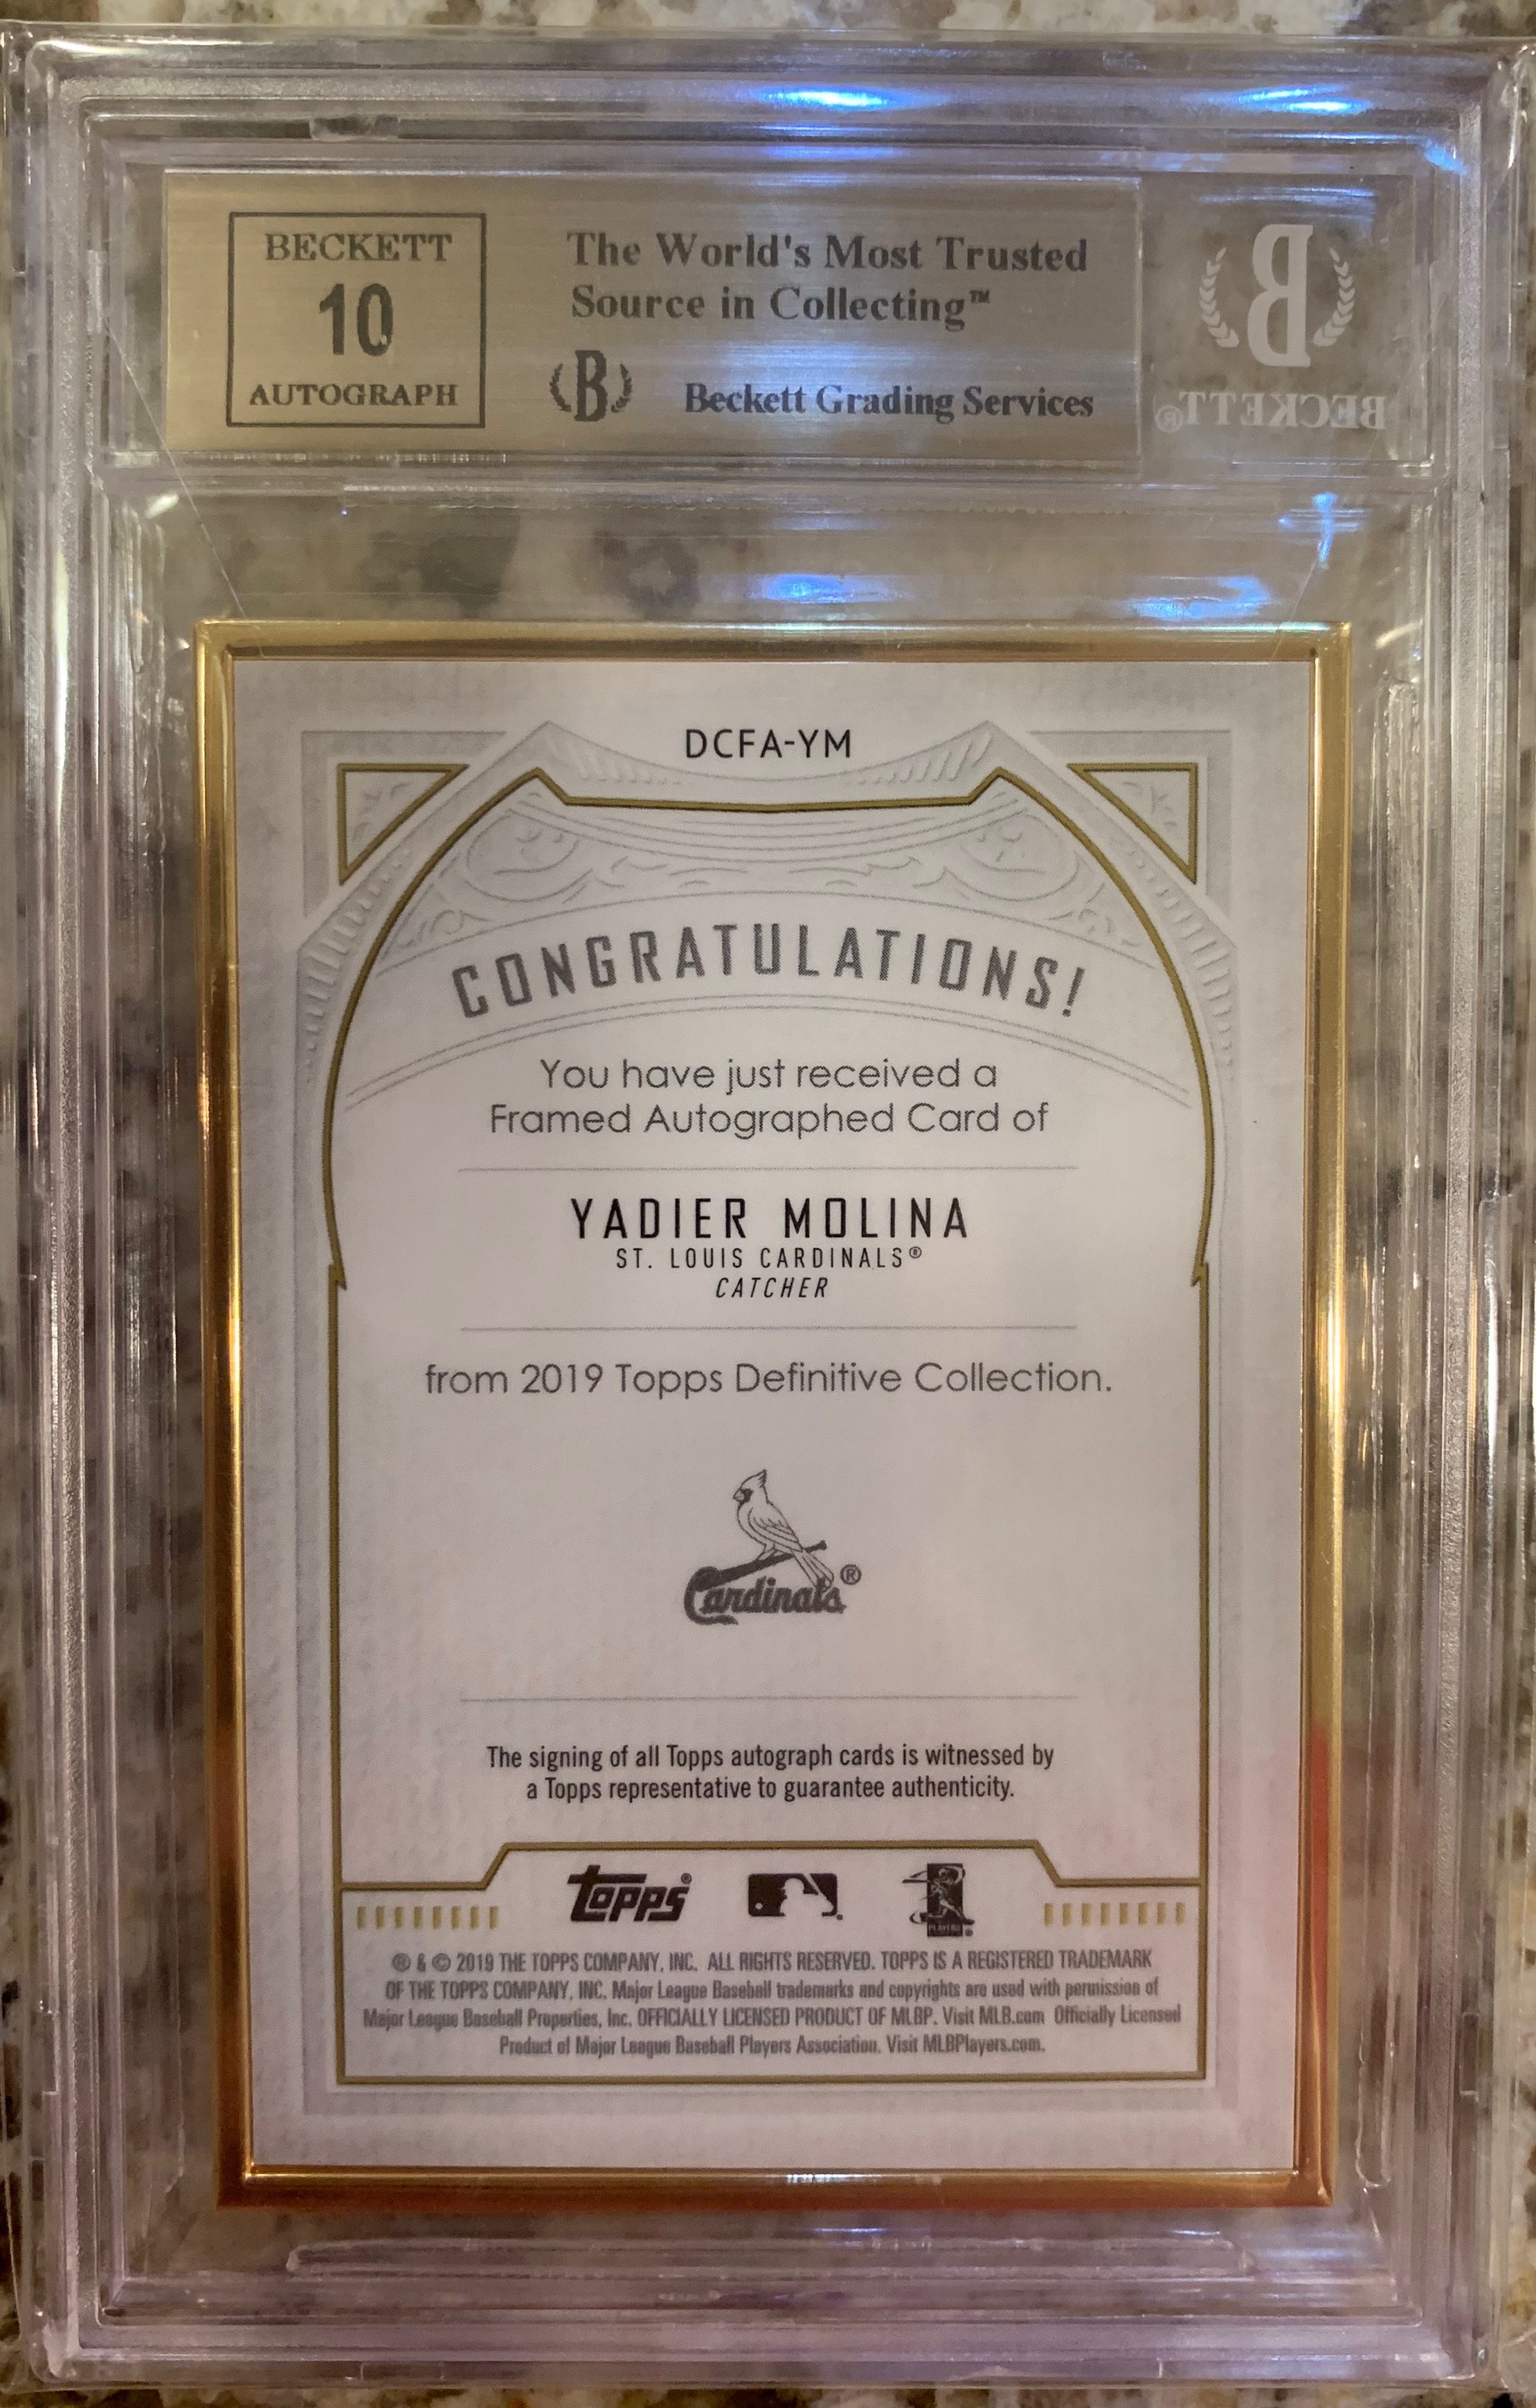 BECKETT
10
AUTOGRAPH
The World's Most Trusted
Source in Collecting™
B
Beckett Grading Services
B
BECKETT®
DCFA-YM
CONGRATULATIONS!
You have just received a
Framed Autographed Card of
YADIER MOLINA
ST. LOUIS CARDINALS®
CATCHER
from 2019 Topps Definitive Collection.
Cardinals®
The signing of all Topps autograph cards is witnessed by
a Topps representative to guarantee authenticity.
topps®
PLAYERS
® & © 2019 THE TOPPS COMPANY, INC. ALL RIGHTS RESERVED. TOPPS IS A REGISTERED TRADEMARK
OF THE TOPPS COMPANY, INC. Major League Baseball trademarks and copyrights are used with permission of
Major League Baseball Properties, Inc. OFFICIALLY LICENSED PRODUCT OF MLBP. Visit MLB.com Officially Licensed
Product of Major League Baseball Players Association. Visit MLBPlayers.com.